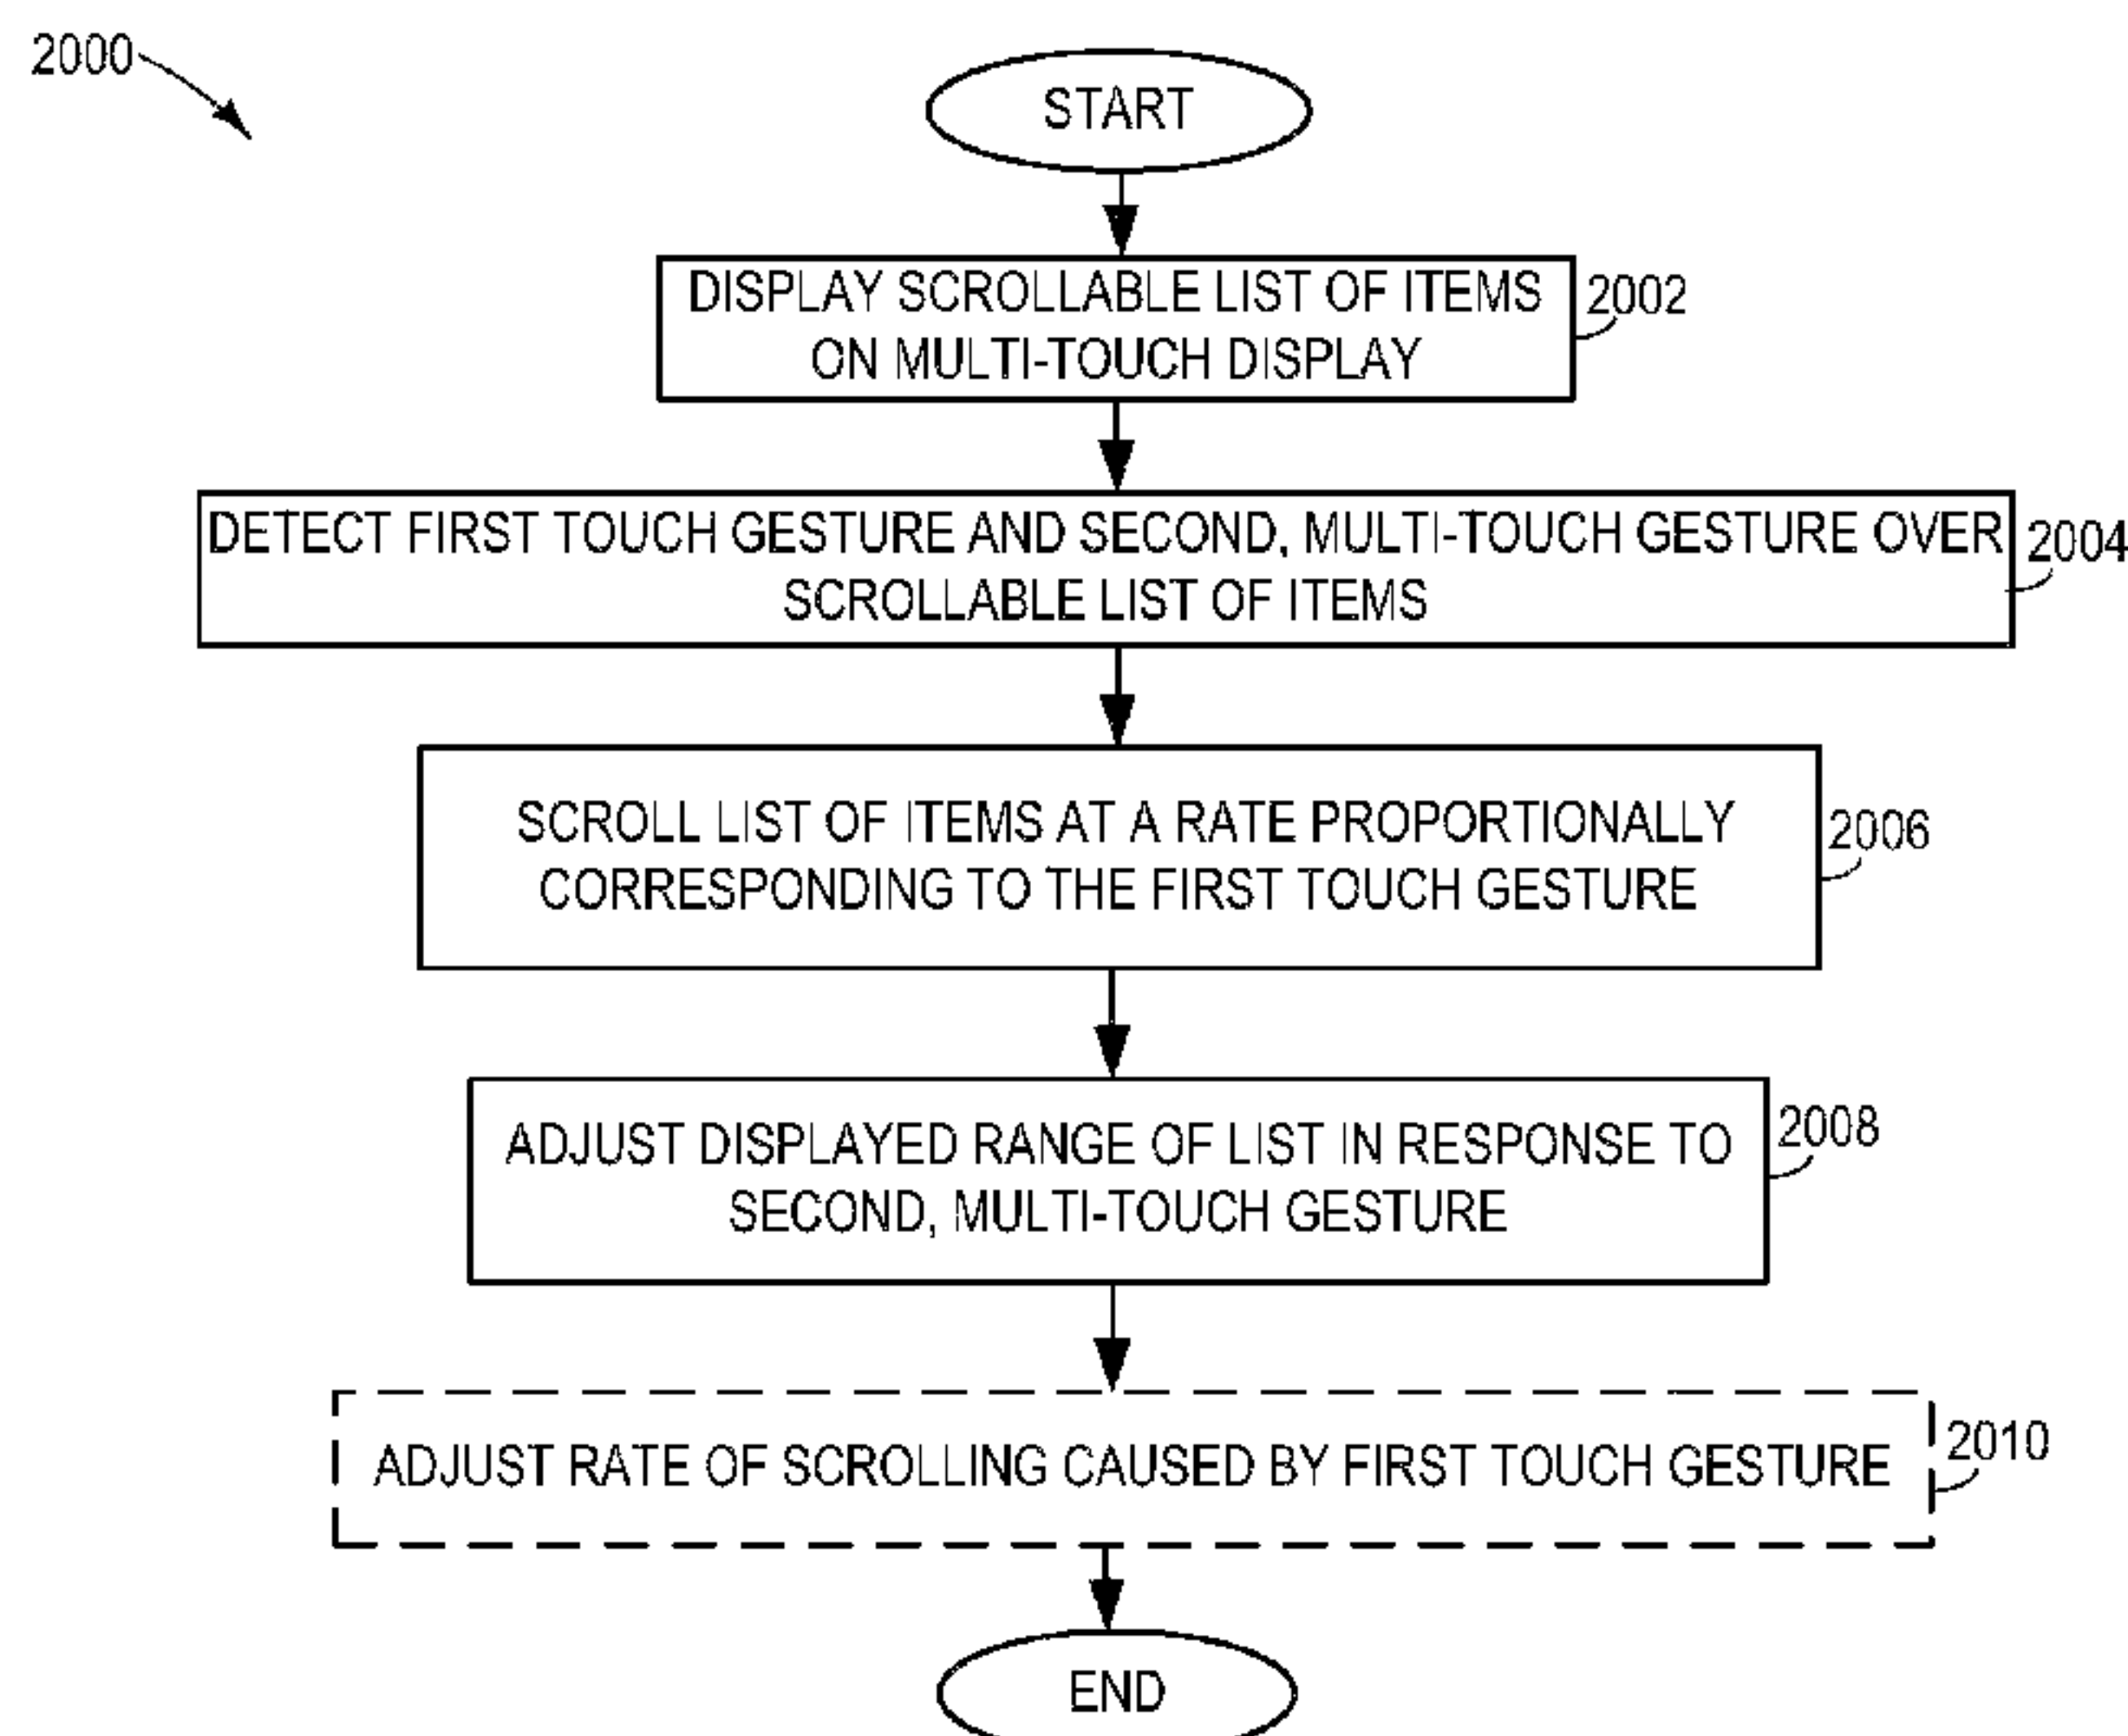 2000
START
DISPLAY SCROLLABLE LIST OF ITEMS
ON MULTI-TOUCH DISPLAY
2002
DETECT FIRST TOUCH GESTURE AND SECOND, MULTI-TOUCH GESTURE OVER
SCROLLABLE LIST OF ITEMS
2004
SCROLL LIST OF ITEMS AT A RATE PROPORTIONALLY
CORRESPONDING TO THE FIRST TOUCH GESTURE
2006
ADJUST DISPLAYED RANGE OF LIST IN RESPONSE TO
SECOND, MULTI-TOUCH GESTURE
2008
ADJUST RATE OF SCROLLING CAUSED BY FIRST TOUCH GESTURE
2010
END